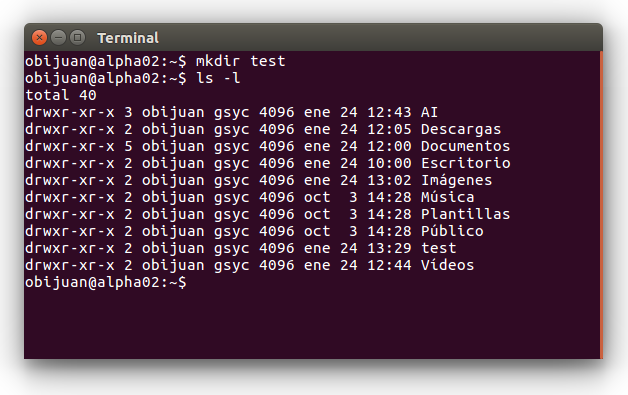 Terminal
obijuan@alpha02:~$ mkdir test
obijuan@alpha02:~$ ls -l
total 40
drwxr-xr-x 3 obijuan gsyc 4096 ene 24 12:43 AI
drwxr-xr-x 2 obijuan gsyc 4096 ene 24 12:05 Descargas
drwxr-xr-x 5 obijuan gsyc 4096 ene 24 12:00 Documentos
drwxr-xr-x 2 obijuan gsyc 4096 ene 24 10:00 Escritorio
drwxr-xr-x 2 obijuan gsyc 4096 ene 24 13:02 Imágenes
drwxr-xr-x 2 obijuan gsyc 4096 oct  3 14:28 Música
drwxr-xr-x 2 obijuan gsyc 4096 oct  3 14:28 Plantillas
drwxr-xr-x 2 obijuan gsyc 4096 oct  3 14:28 Público
drwxr-xr-x 2 obijuan gsyc 4096 ene 24 13:29 test
drwxr-xr-x 2 obijuan gsyc 4096 ene 24 12:44 Vídeos
obijuan@alpha02:~$